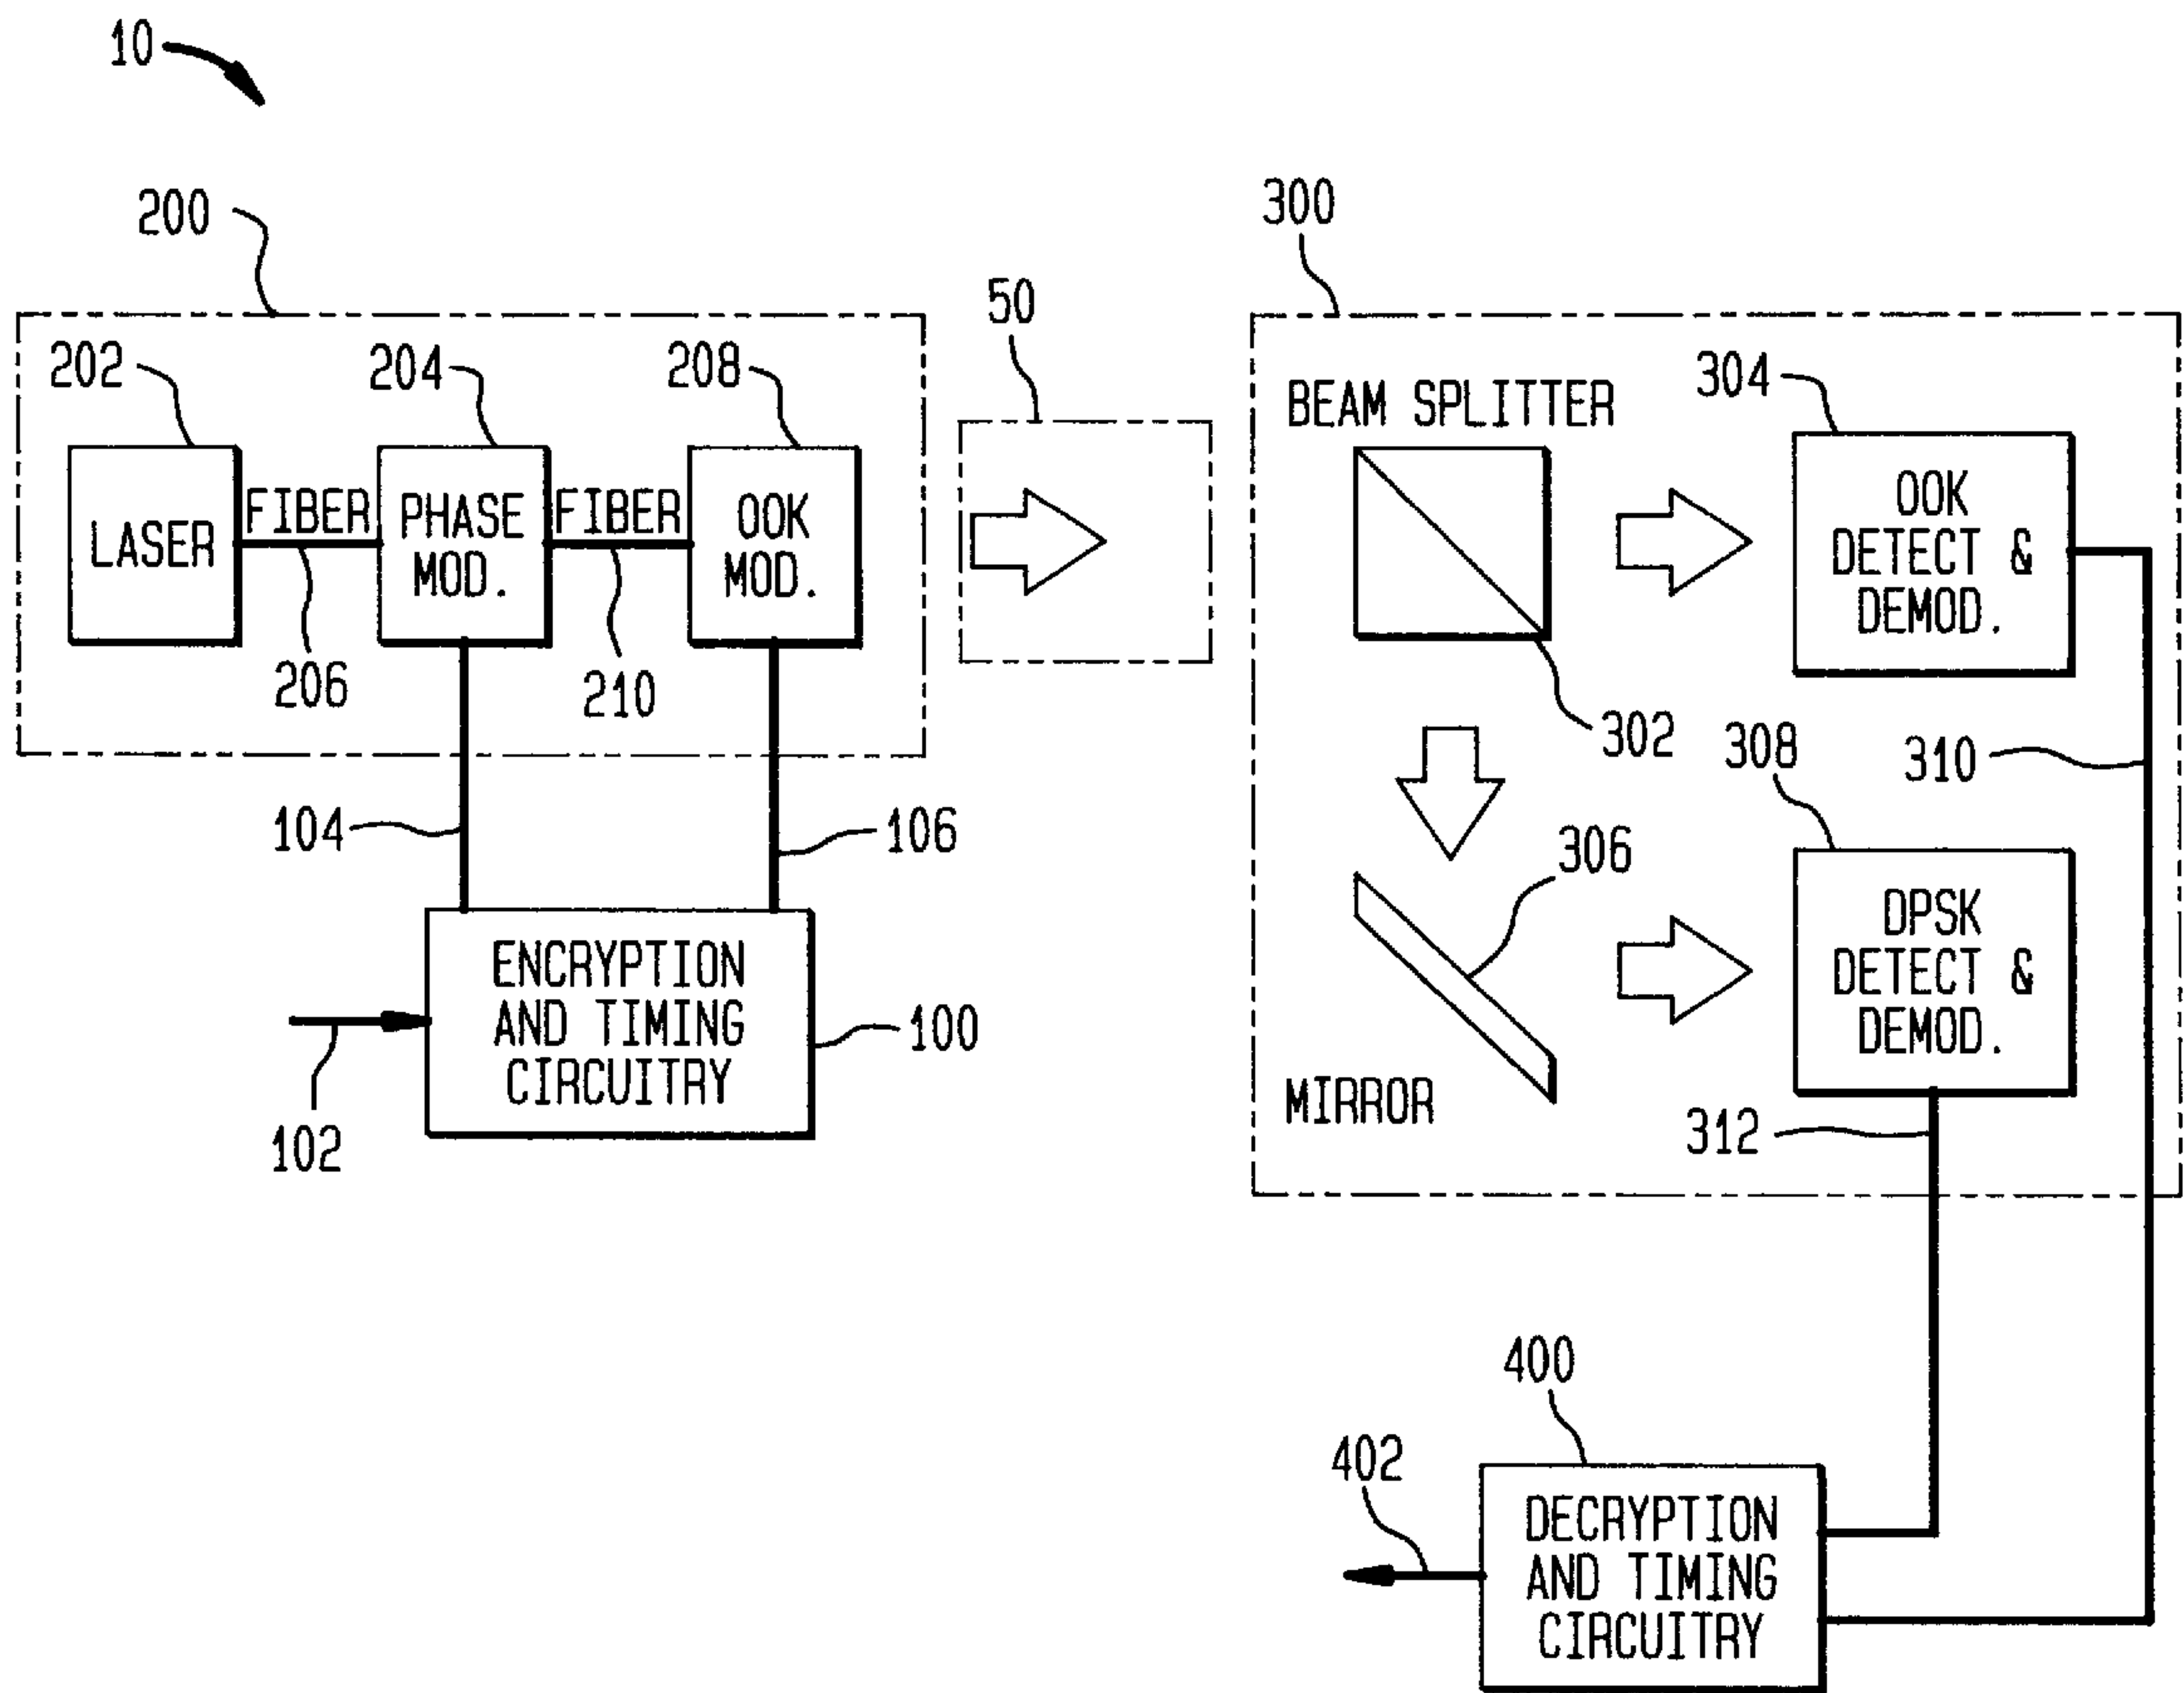 10
200
300
50
202
204
208
304
BEAM SPLITTER
LASER
FIBER
PHASE
MOD.
FIBER
OOK
MOD.
OOK
DETECT &
DEMOD.
206
210
302
308
310
104
106
306
DPSK
DETECT &
DEMOD.
ENCRYPTION
AND TIMING
CIRCUITRY
100
102
MIRROR
312
400
402
DECRYPTION
AND TIMING
CIRCUITRY